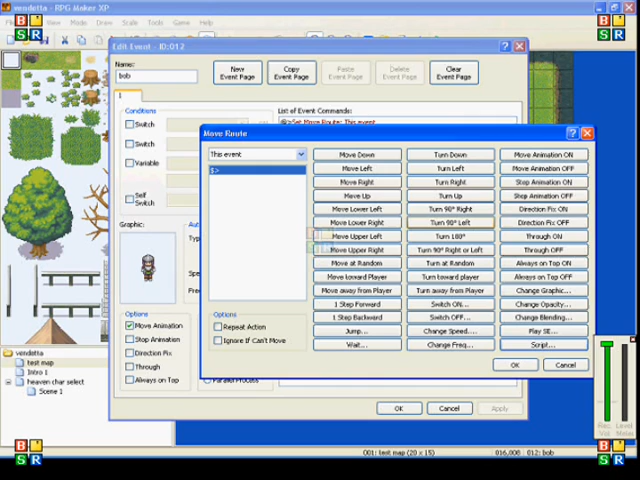 vendetta - RPG Maker XP
View Mode Draw Scale Tools Game Help
Edit Event - ID:012
Name:
bob
New Event Page
Copy Event Page
Paste Event Page
Delete Event Page
Clear Event Page
1
Conditions
Switch
Switch
Variable
Self Switch
List of Event Commands:
@>Set Move Route: This event
Graphic:
Options
Move Animation
Stop Animation
Direction Fix
Through
Always on Top
Parallel Process
OK
Cancel
Apply
Move Route
This event
$>
Options
Repeat Action
Ignore If Can't Move
Move Down
Move Left
Move Right
Move Up
Move Lower Left
Move Lower Right
Move Upper Left
Move Upper Right
Move at Random
Move toward Player
Move away from Player
1 Step Forward
1 Step Backward
Jump...
Wait...
Turn Down
Turn Left
Turn Right
Turn Up
Turn 90° Right
Turn 90° Left
Turn 180°
Turn 90° Right or Left
Turn at Random
Turn toward player
Turn away from Player
Switch ON...
Switch OFF...
Change Speed...
Change Freq...
Move Animation ON
Move Animation OFF
Stop Animation ON
Stop Animation OFF
Direction Fix ON
Direction Fix OFF
Through ON
Through OFF
Always on Top ON
Always on Top OFF
Change Graphic...
Change Opacity...
Change Blending...
Play SE...
Script...
OK
Cancel
vendetta
test map
Intro 1
heaven char select
Scene 1
001: test map (20 x 15)
016,008
012: bob
B
S R
B
S R
B
S R
B
S R